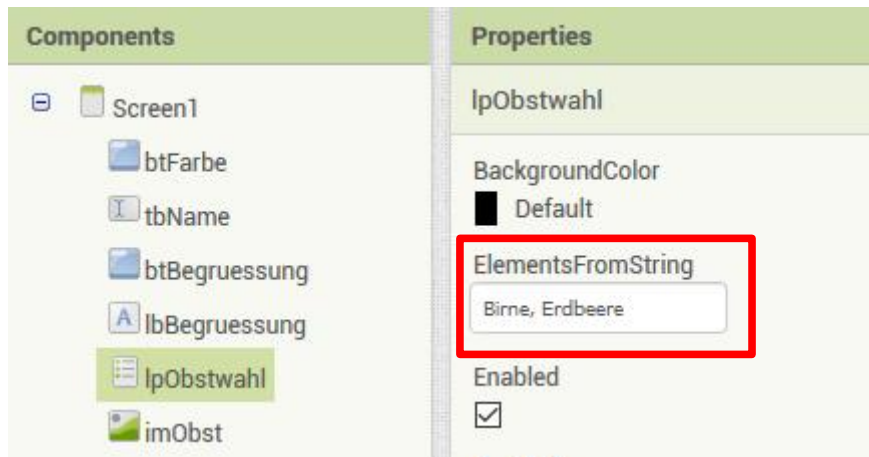 Components
Screen1
btFarbe
tbName
btBegruessung
lbBegruessung
lpObstwahl
imObst
Properties
lpObstwahl
BackgroundColor
Default
ElementsFromString
Birne, Erdbeere
Enabled